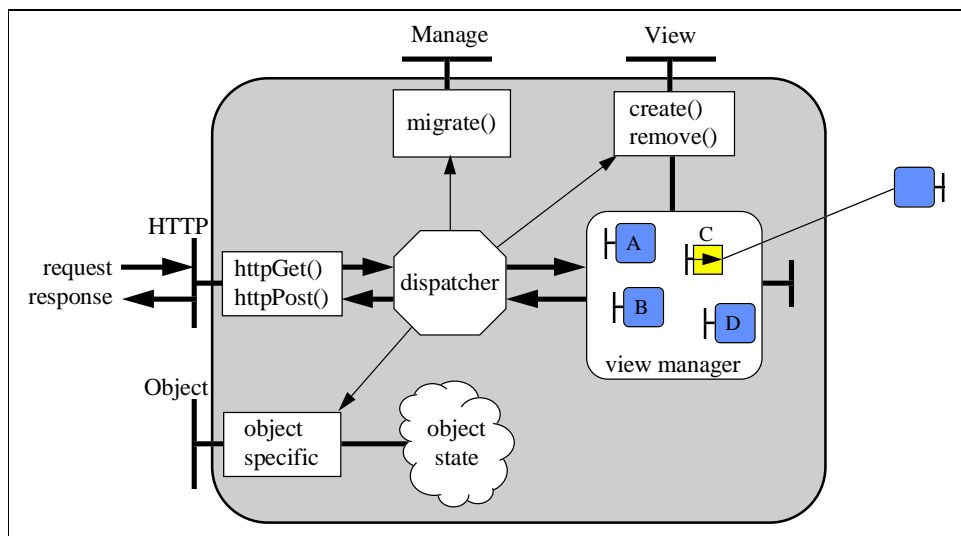 Manage
View
migrate()
create()
remove()
HTTP
request
response
httpGet()
httpPost()
dispatcher
A
C
B
D
view manager
Object
object
specific
object
state